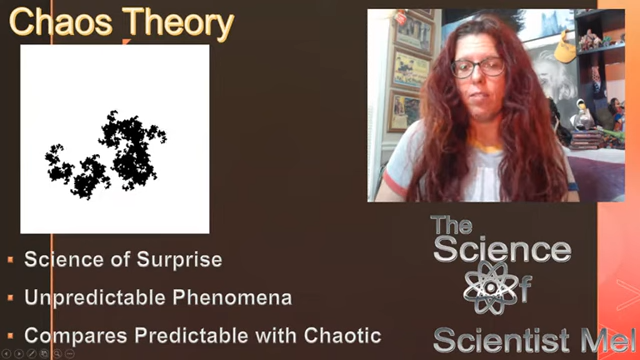 Chaos Theory
Science of Surprise
Unpredictable Phenomena
Compares Predictable with Chaotic
The
Science
of
Scientist Mel